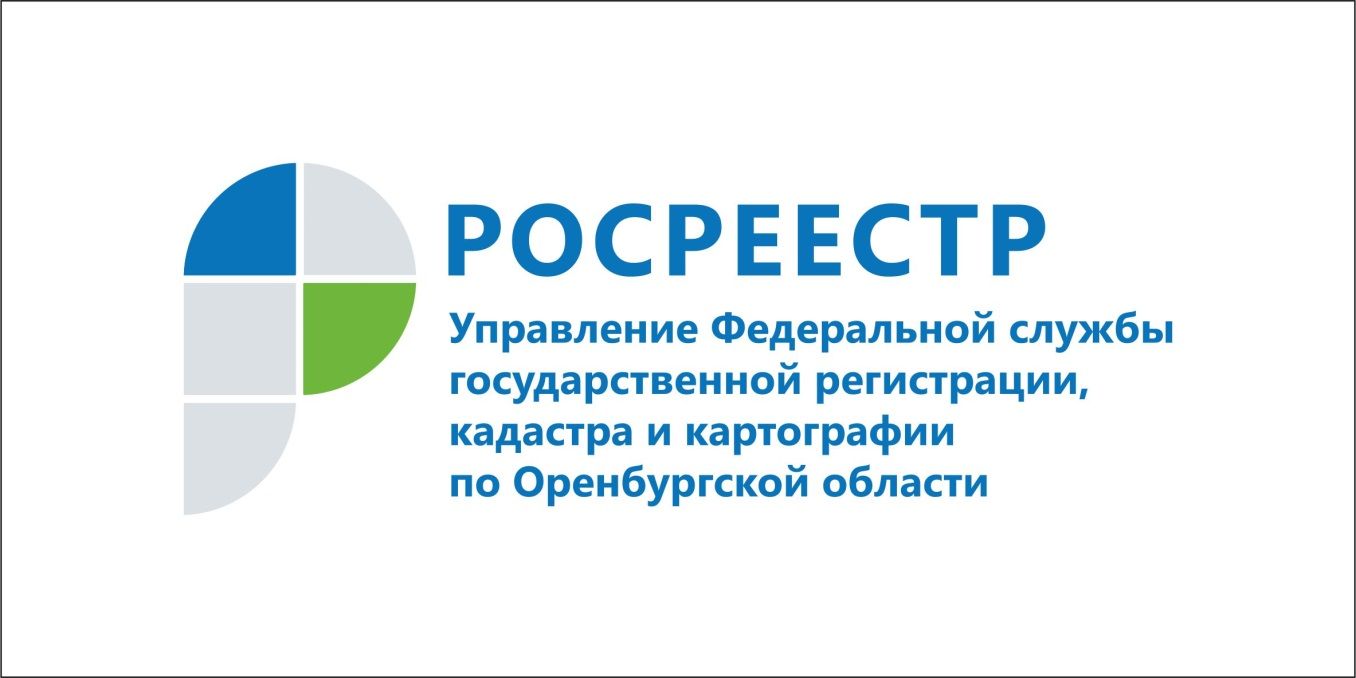 РОСРЕЕСТР
Управление Федеральной службы
государственной регистрации,
кадастра и картографии
по Оренбургской области